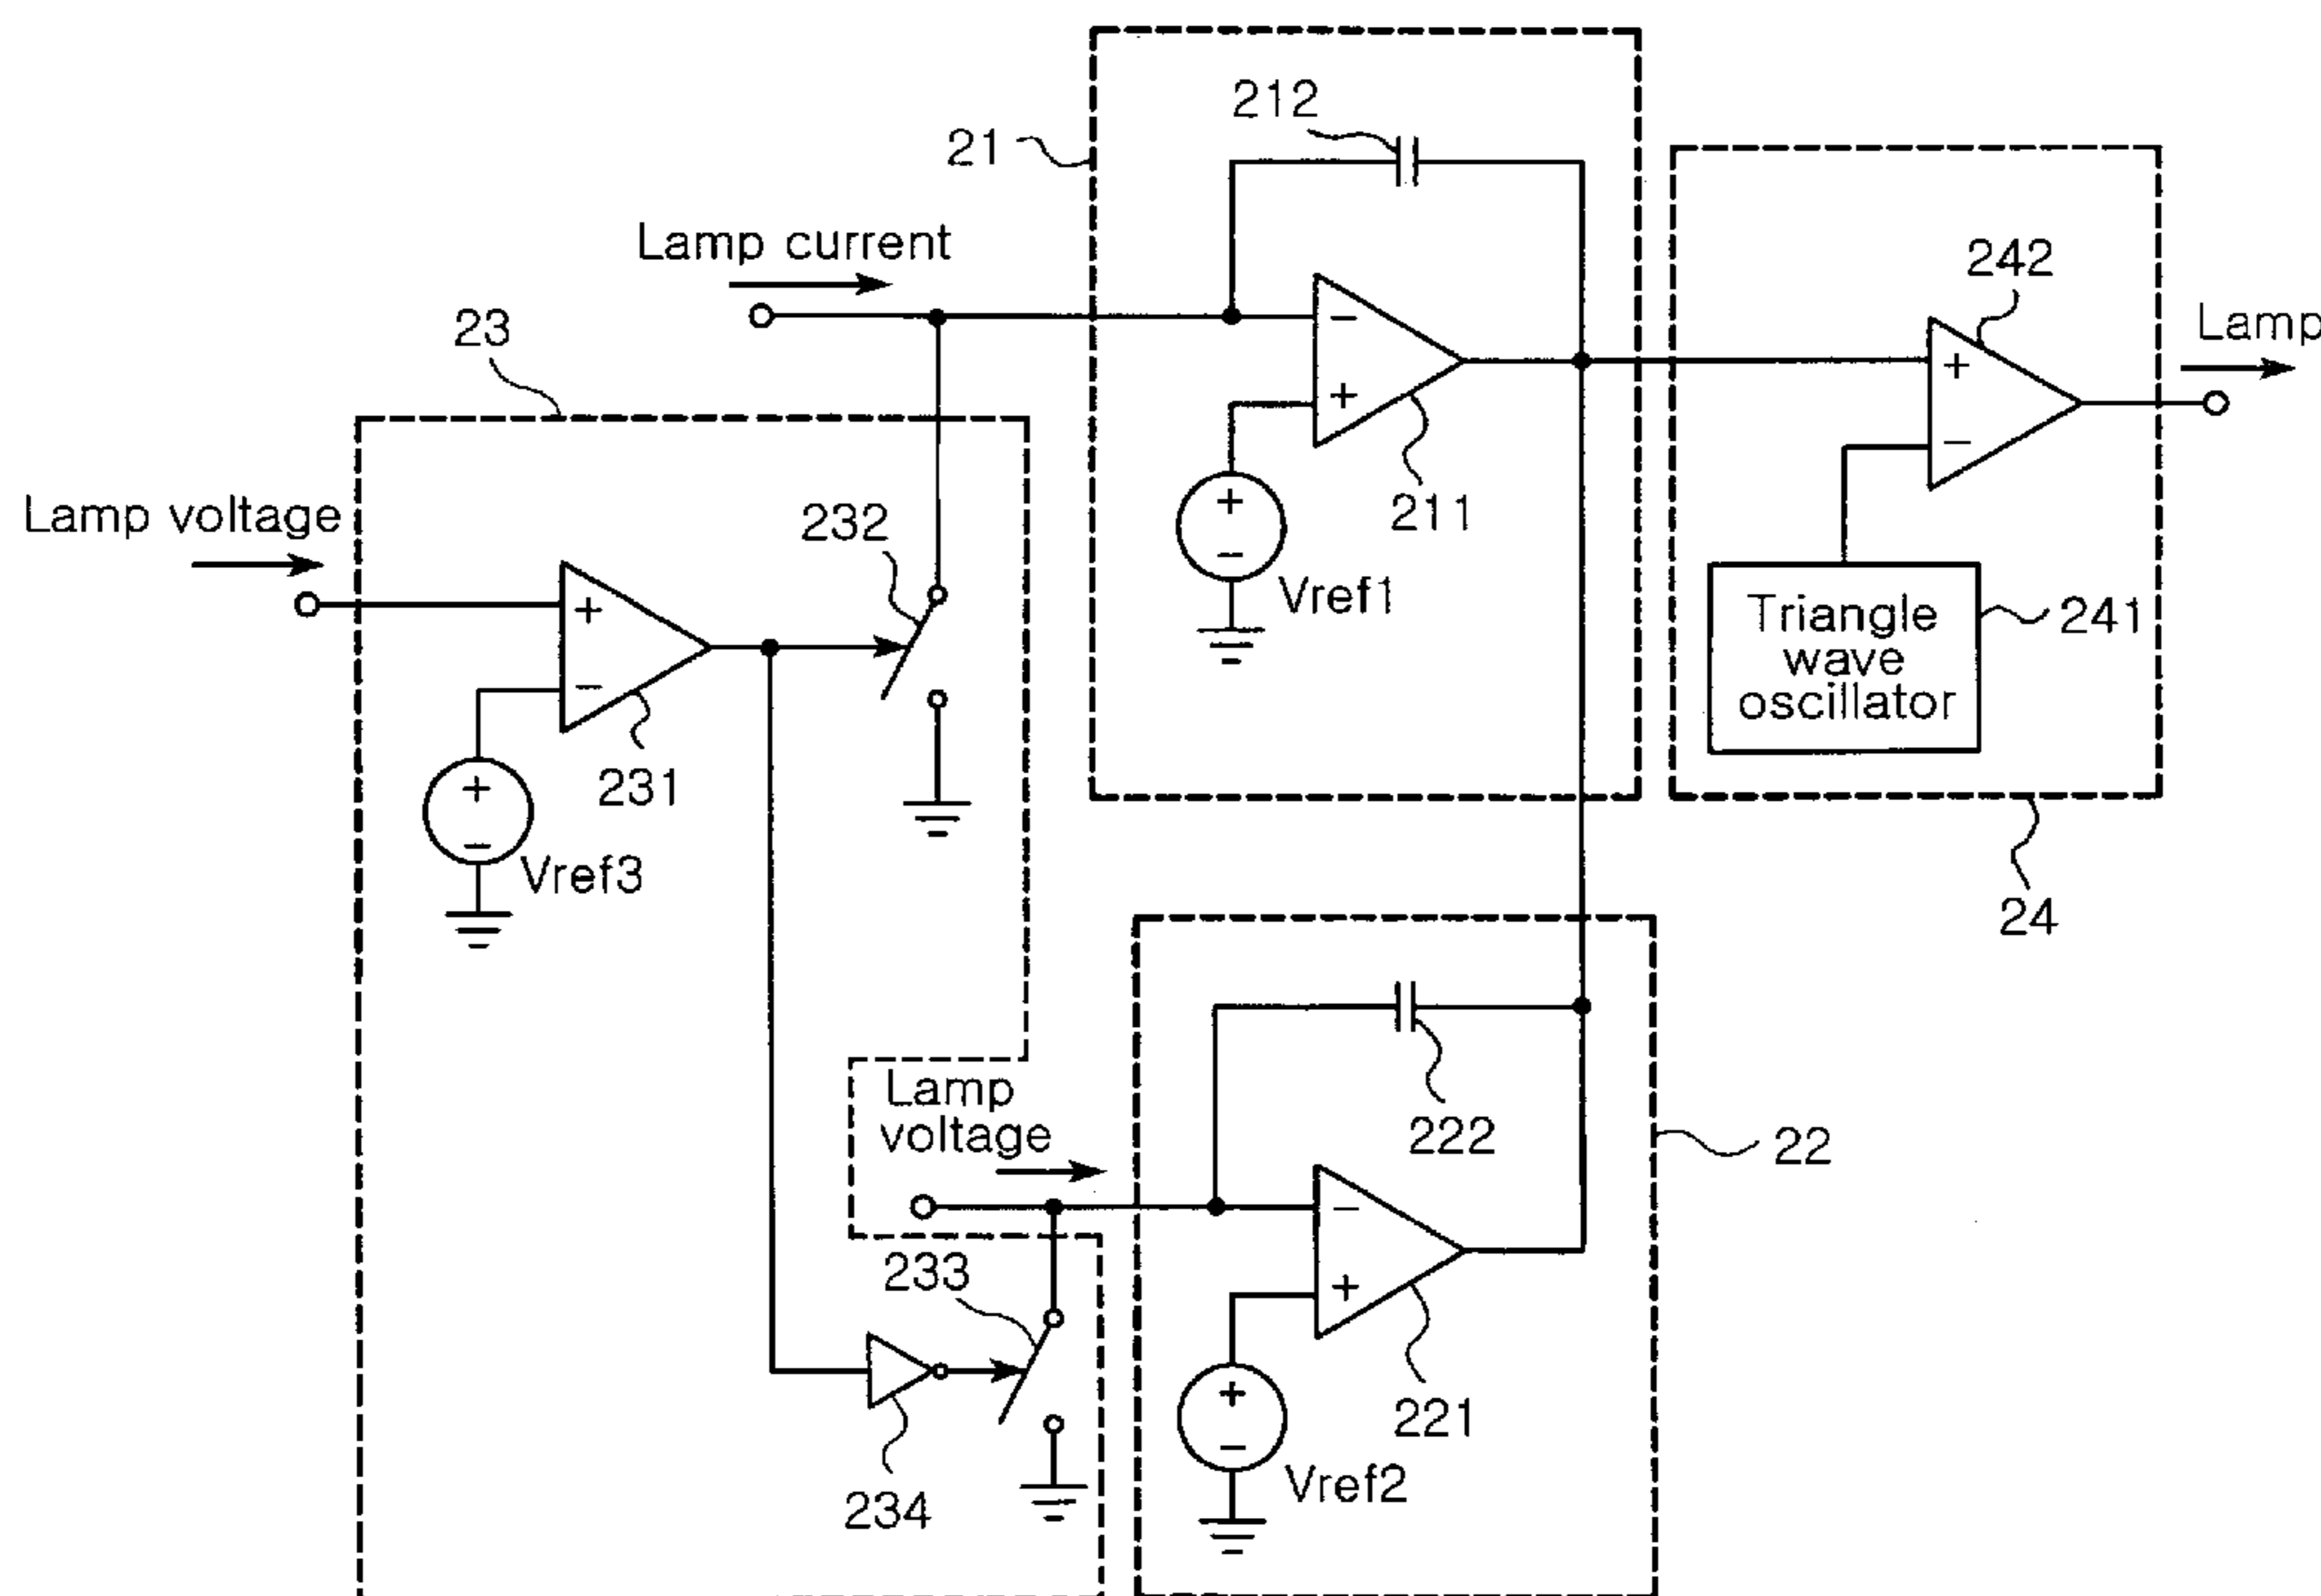 212
21
242
Lamp current
Lamp
23
+
−
+
−
Lamp voltage
232
211
+
−
Vref1
+
−
Triangle
wave
oscillator
241
231
+
−
Vref3
24
Lamp
voltage
222
22
233
−
+
221
+
−
Vref2
234